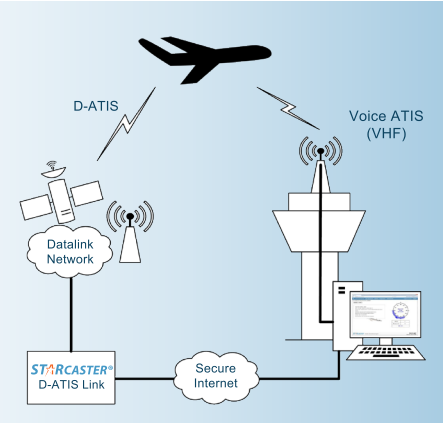 D-ATIS
Voice ATIS
(VHF)
Datalink
Network
STARCASTER®
D-ATIS Link
Secure
Internet